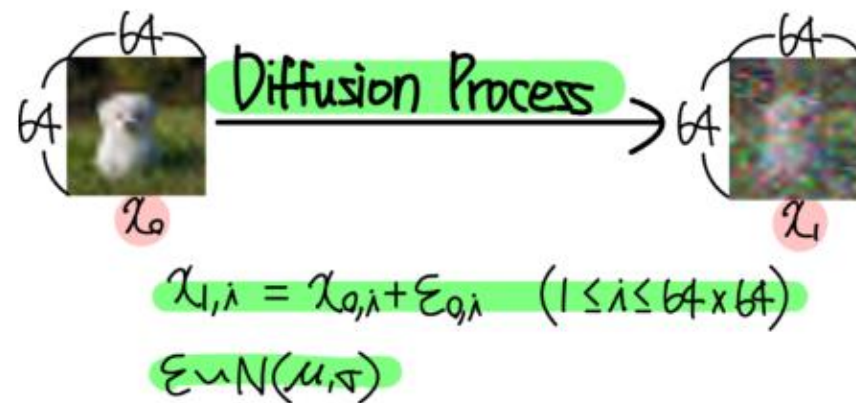 64 64
64 Diffusion Process 64
x₀ x₁
x₁,ᵢ = x₀,ᵢ + ε₀,ᵢ (1 ≤ i ≤ 64 × 64)
ε ~ N(μ, σ)